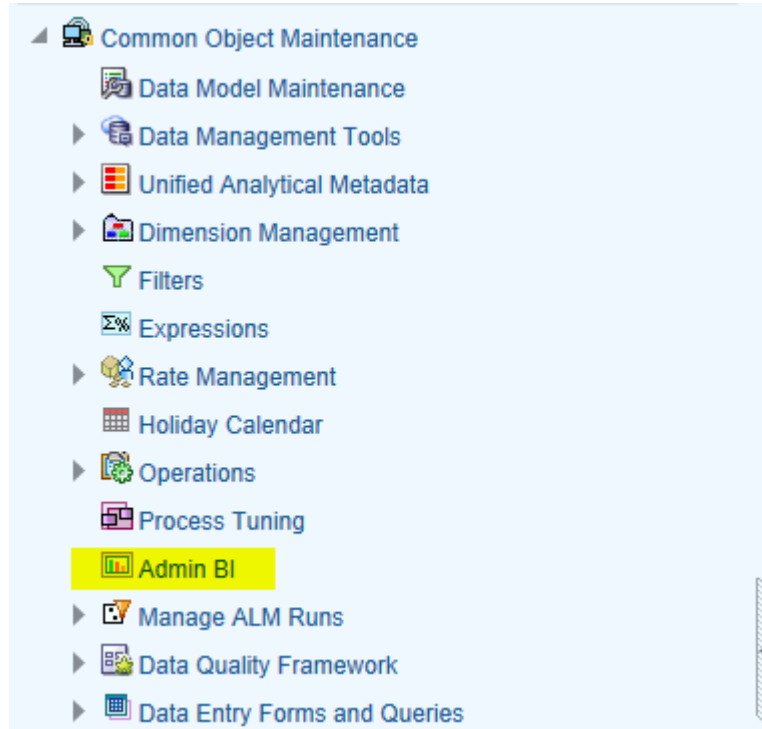 Common Object Maintenance
Data Model Maintenance
Data Management Tools
Unified Analytical Metadata
Dimension Management
Filters
Σ% Expressions
Rate Management
Holiday Calendar
Operations
Process Tuning
Admin BI
Manage ALM Runs
Data Quality Framework
Data Entry Forms and Queries